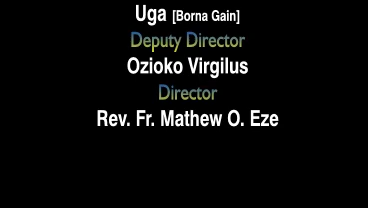 Uga [Borna Gain]
Deputy Director
Ozioko Virgilus
Director
Rev. Fr. Mathew O. Eze